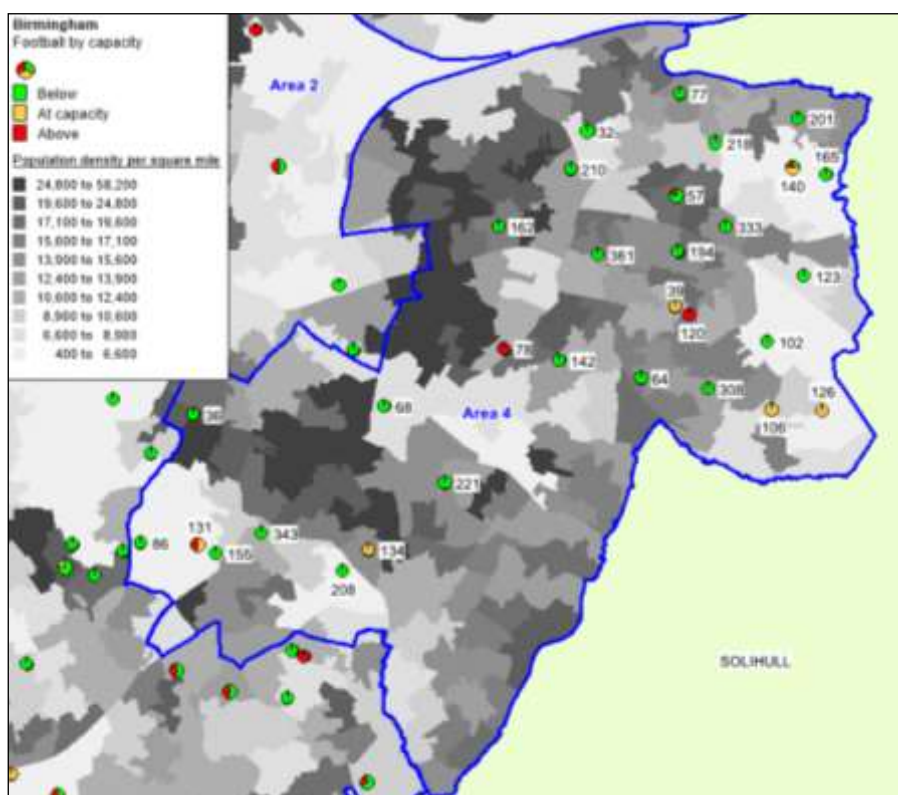 Birmingham
Football by capacity
Below
At capacity
Above
Population density per square mile
24,800 to 58,200
19,600 to 24,800
17,100 to 19,600
15,600 to 17,100
13,900 to 15,600
12,400 to 13,900
10,600 to 12,400
8,900 to 10,600
6,600 to 8,900
400 to 6,600
Area 2
77
201
32
218
165
210
140
57
162
333
361
194
123
39
120
102
78
142
64
308
126
68
Area 4
36
106
221
131
343
86
155
134
208
SOLIHULL